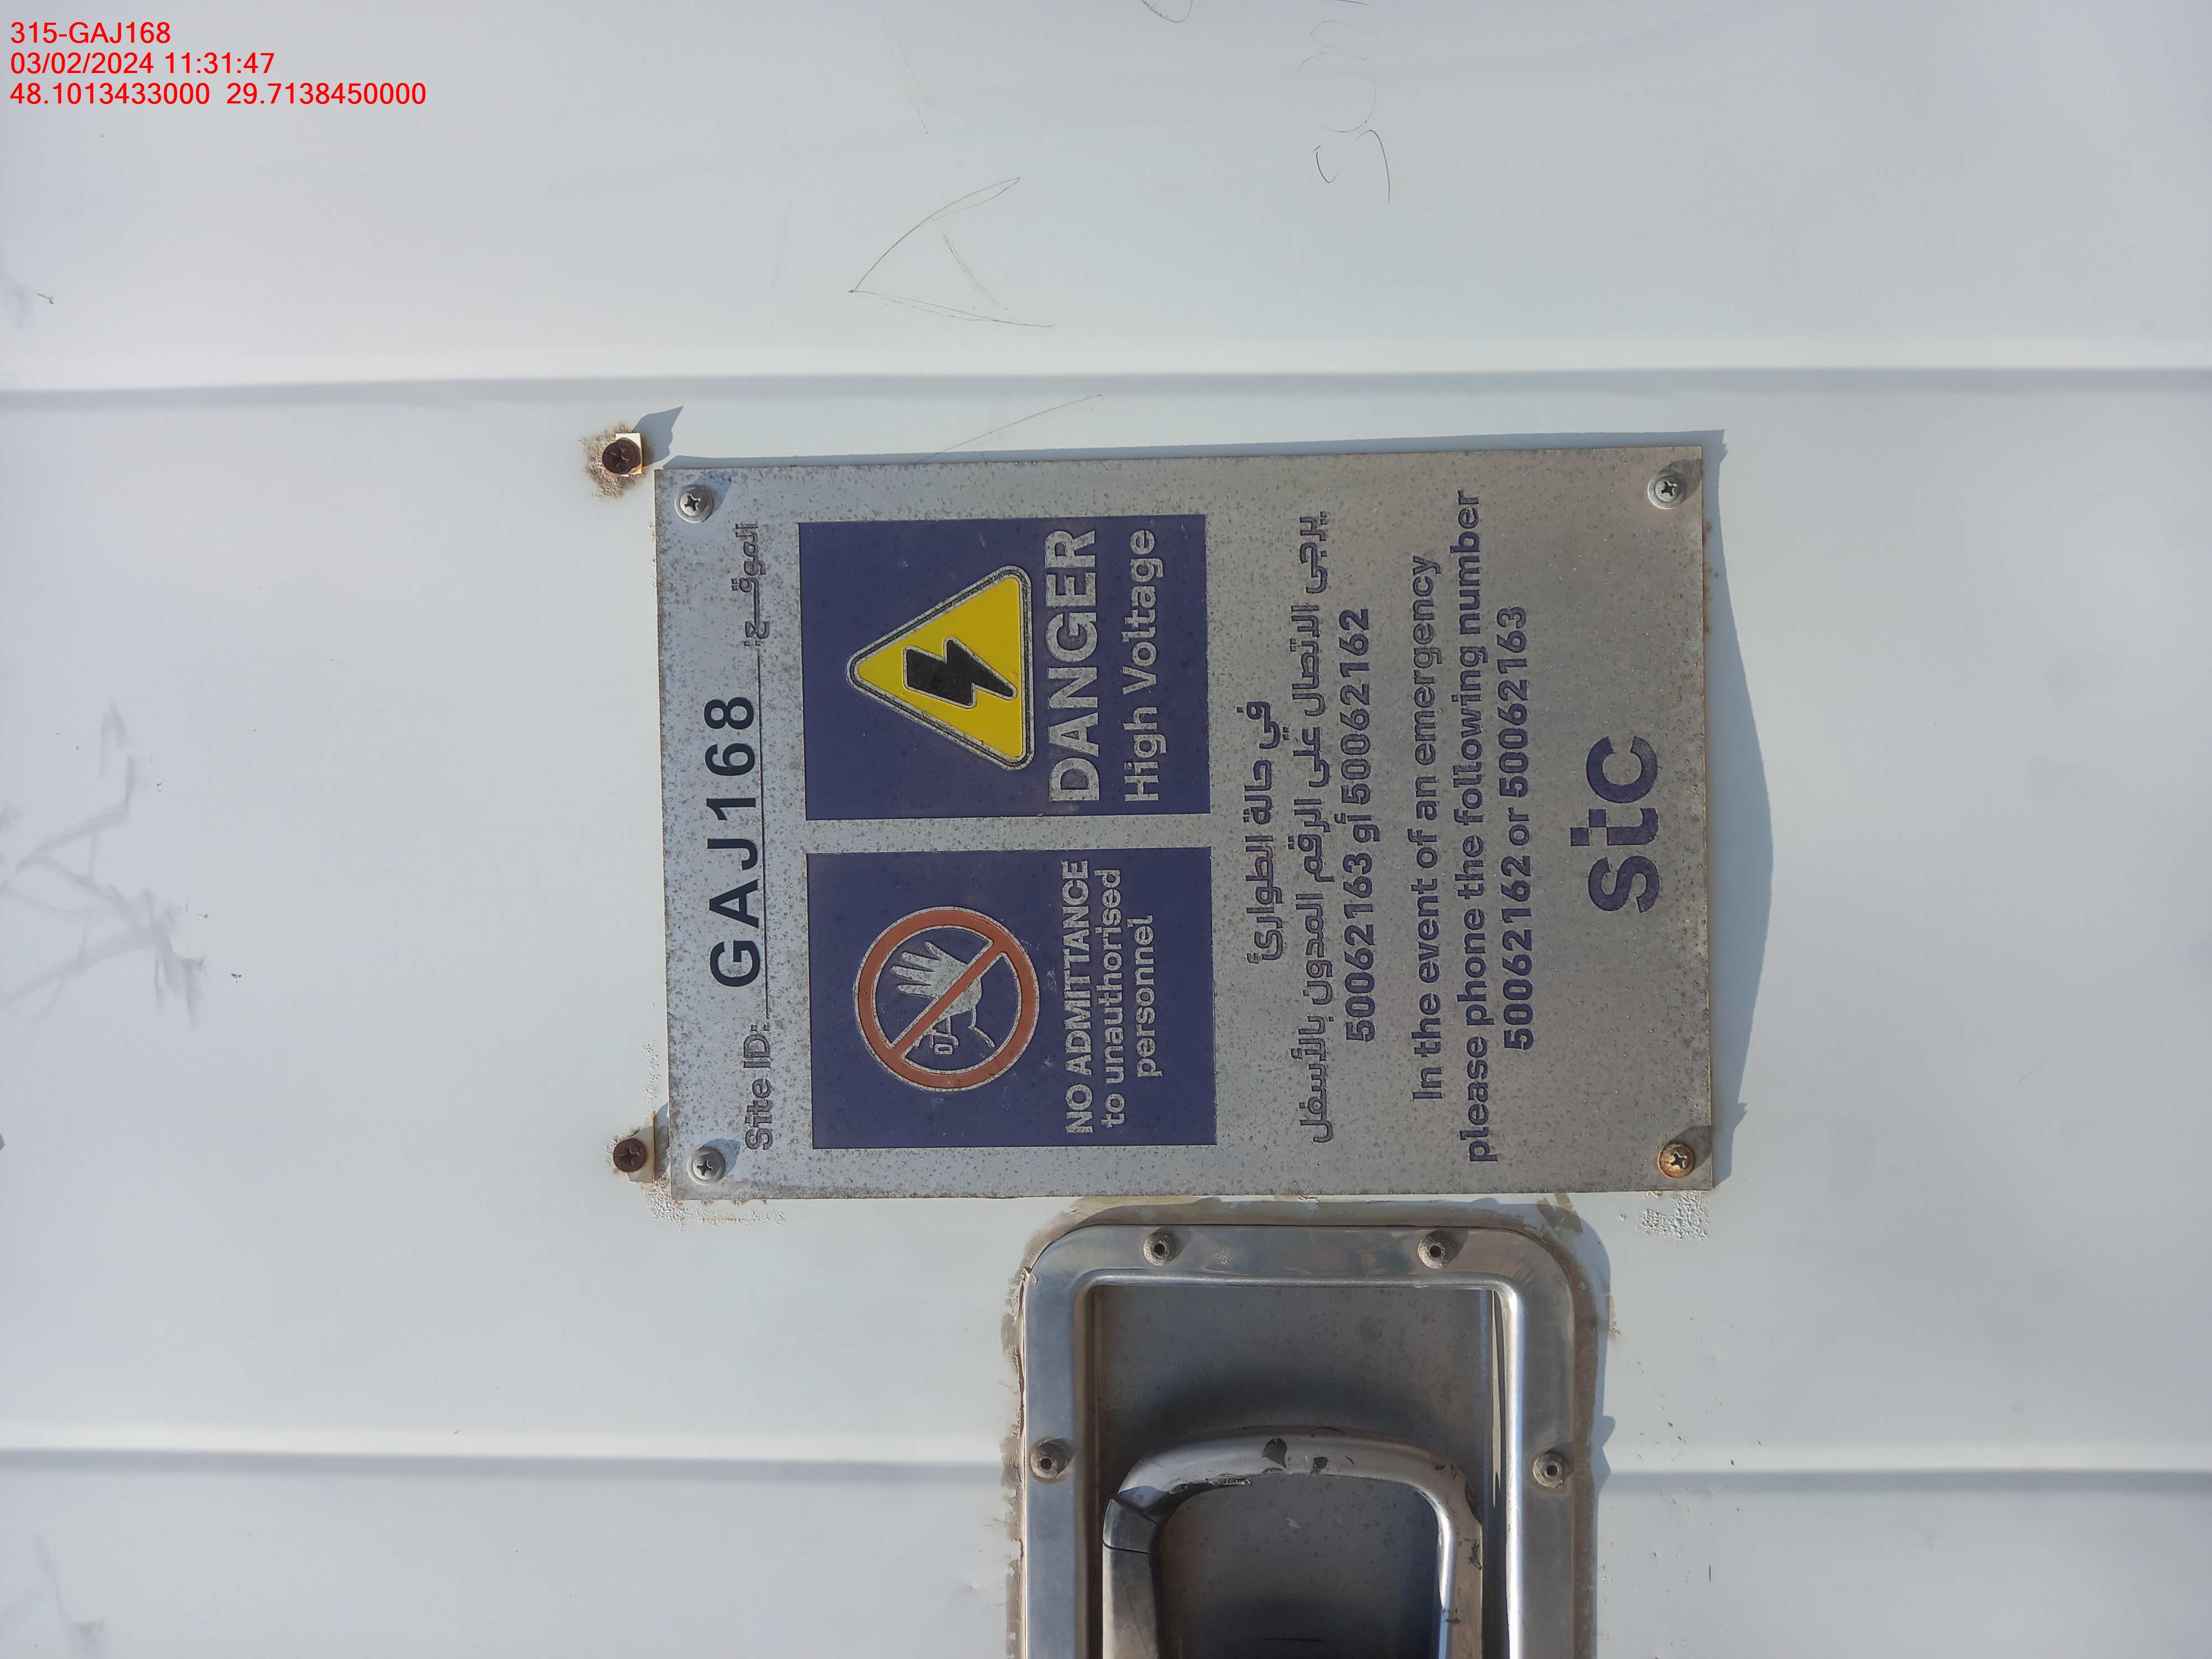 315-GAJ168
03/02/2024 11:31:47
48.1013433000 29.7138450000
Site ID: GAJ168 الموقع:
NO ADMITTANCE
to unauthorised
personnel
DANGER
High Voltage
في حالة الطوارئ
يرجى الاتصال على الرقم المدون بالأسفل
50062163 أو 50062162
In the event of an emergency
please phone the following number
50062162 or 50062163
stc